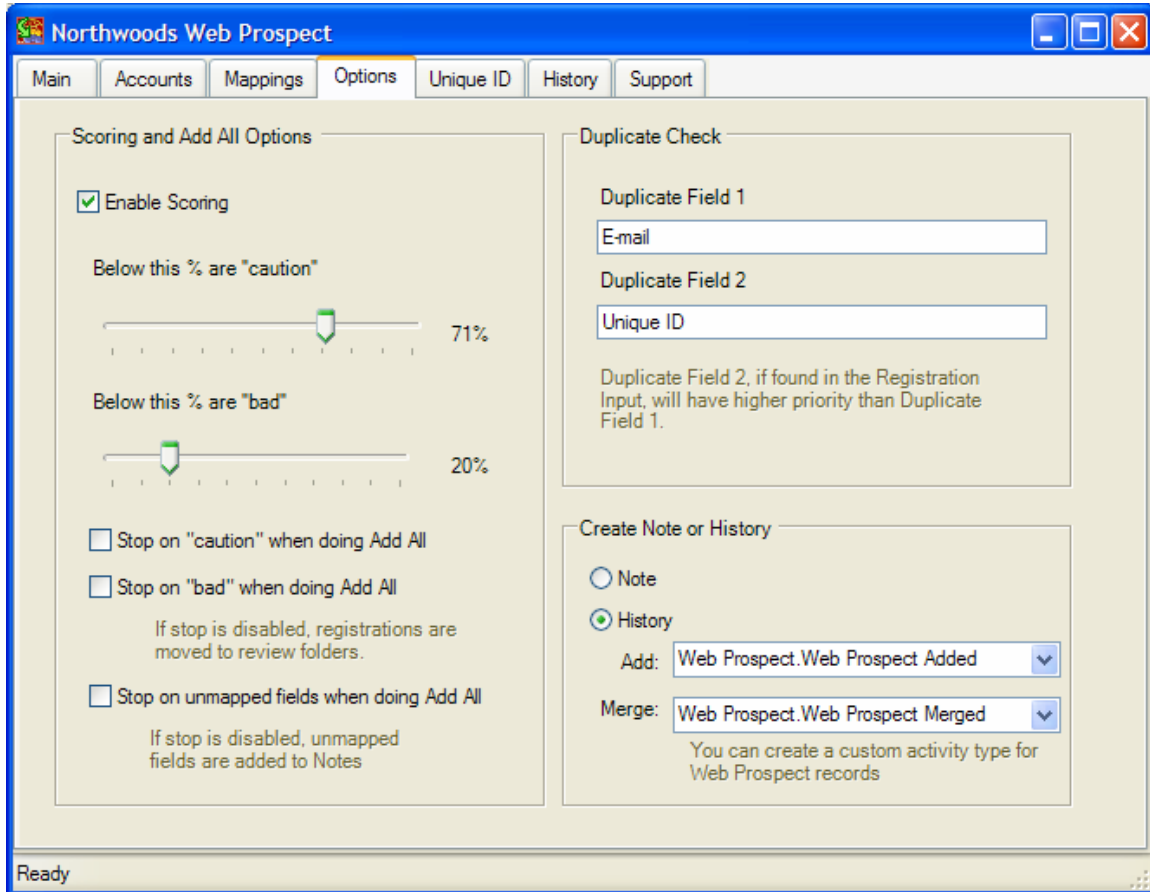 Northwoods Web Prospect
Main Accounts Mappings Options Unique ID History Support
Scoring and Add All Options
Enable Scoring
Below this % are "caution"
71%
Below this % are "bad"
20%
Stop on "caution" when doing Add All
Stop on "bad" when doing Add All
If stop is disabled, registrations are
moved to review folders.
Stop on unmapped fields when doing Add All
If stop is disabled, unmapped
fields are added to Notes
Duplicate Check
Duplicate Field 1
E-mail
Duplicate Field 2
Unique ID
Duplicate Field 2, if found in the Registration
Input, will have higher priority than Duplicate
Field 1.
Create Note or History
Note
History
Add: Web Prospect.Web Prospect Added
Merge: Web Prospect.Web Prospect Merged
You can create a custom activity type for
Web Prospect records
Ready